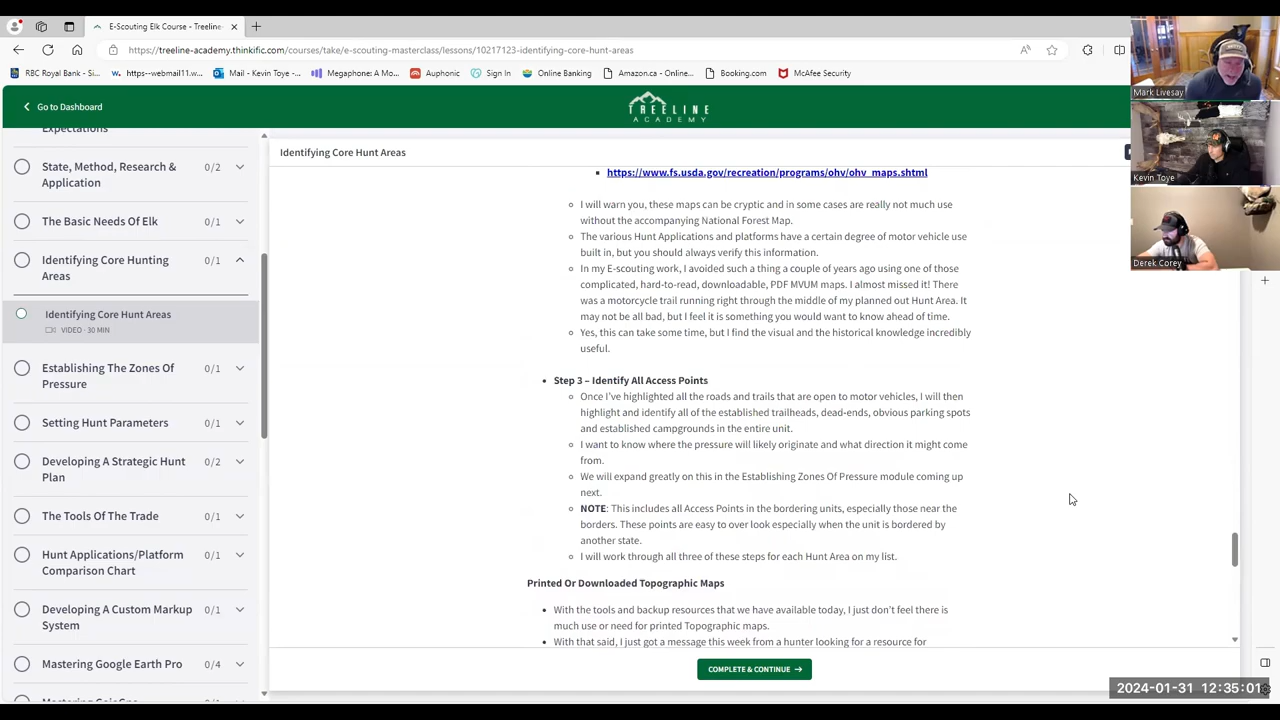 E-Scouting Elk Course - Treeline-
https://treeline-academy.thinkific.com/courses/take/e-scouting-masterclass/lessons/10217123-identifying-core-hunt-areas
RBC Royal Bank - Si...
https--webmail11.w...
Mail - Kevin Toye -...
Megaphone: A Mo...
Auphonic
Sign In
Online Banking
Amazon.ca - Online...
Booking.com
McAfee Security
Mark Livesay
Kevin Toye
Derek Corey
Go to Dashboard
TREELINE
ACADEMY
Expectations
State, Method, Research &
Application
0/2
The Basic Needs Of Elk
0/1
Identifying Core Hunting
Areas
0/1
Identifying Core Hunt Areas
VIDEO · 30 MIN
Establishing The Zones Of
Pressure
0/1
Setting Hunt Parameters
0/1
Developing A Strategic Hunt
Plan
0/2
The Tools Of The Trade
0/1
Hunt Applications/Platform
Comparison Chart
0/1
Developing A Custom Markup
System
0/1
Mastering Google Earth Pro
0/4
Identifying Core Hunt Areas
https://www.fs.usda.gov/recreation/programs/ohv/ohv_maps.shtml
I will warn you, these maps can be cryptic and in some cases are really not much use
without the accompanying National Forest Map.
The various Hunt Applications and platforms have a certain degree of motor vehicle use
built in, but you should always verify this information.
In my E-scouting work, I avoided such a thing a couple of years ago using one of those
complicated, hard-to-read, downloadable, PDF MVUM maps. I almost missed it! There
was a motorcycle trail running right through the middle of my planned out Hunt Area. It
may not be all bad, but I feel it is something you would want to know ahead of time.
Yes, this can take some time, but I find the visual and the historical knowledge incredibly
useful.
Step 3 – Identify All Access Points
Once I've highlighted all the roads and trails that are open to motor vehicles, I will then
highlight and identify all of the established trailheads, dead-ends, obvious parking spots
and established campgrounds in the entire unit.
I want to know where the pressure will likely originate and what direction it might come
from.
We will expand greatly on this in the Establishing Zones Of Pressure module coming up
next.
NOTE: This includes all Access Points in the bordering units, especially those near the
borders. These points are easy to over look especially when the unit is bordered by
another state.
I will work through all three of these steps for each Hunt Area on my list.
Printed Or Downloaded Topographic Maps
With the tools and backup resources that we have available today, I just don't feel there is
much use or need for printed Topographic maps.
With that said, I just got a message this week from a hunter looking for a resource for
COMPLETE & CONTINUE
2024-01-31 12:35:01